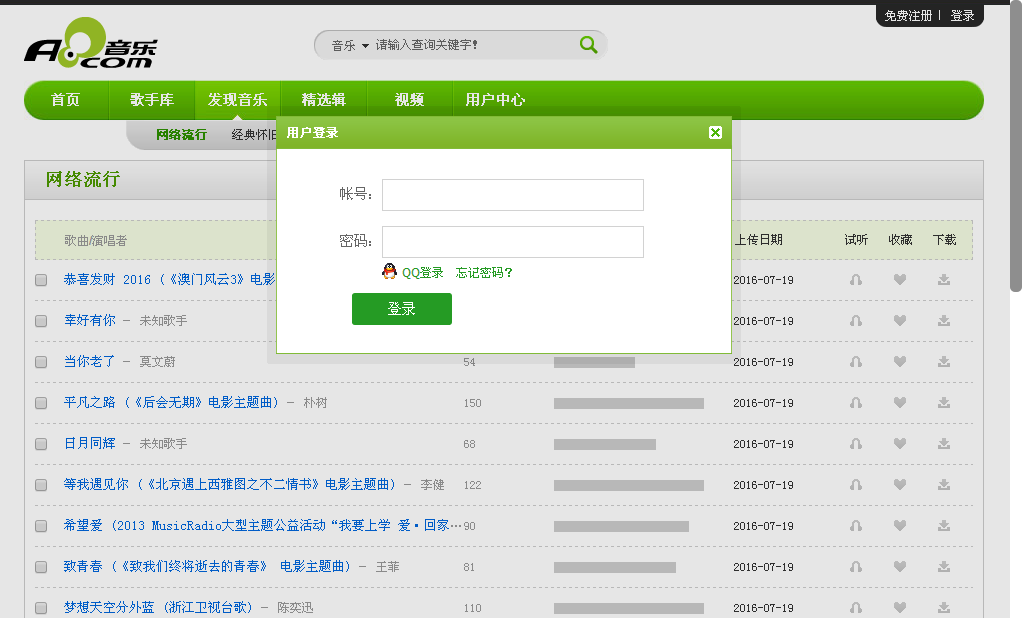 免费注册 | 登录
A8音乐.com
音乐 请输入查询关键字!
首页 歌手库 发现音乐 精选辑 视频 用户中心
网络流行 经典怀旧
用户登录
帐号:
密码:
QQ登录 忘记密码?
登录
网络流行
歌曲/演唱者 上传日期 试听 收藏 下载
恭喜发财 2016 (《澳门风云3》电影 2016-07-19
幸好有你 — 未知歌手 2016-07-19
当你老了 — 莫文蔚 54 2016-07-19
平凡之路 (《后会无期》电影主题曲) — 朴树 150 2016-07-19
日月同辉 — 未知歌手 68 2016-07-19
等我遇见你 (《北京遇上西雅图之不二情书》电影主题曲) — 李健 122 2016-07-19
希望爱 (2013 MusicRadio大型主题公益活动“我要上学 爱·回家… 90 2016-07-19
致青春 (《致我们终将逝去的青春》 电影主题曲) — 王菲 81 2016-07-19
梦想天空分外蓝 (浙江卫视台歌) — 陈奕迅 110 2016-07-19